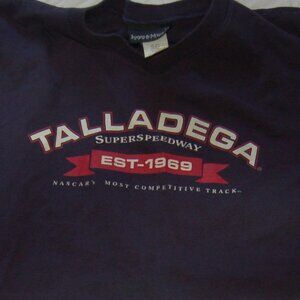 TALLADEGA
SUPERSPEEDWAY
EST-1969
NASCAR'S MOST COMPETITIVE TRACK